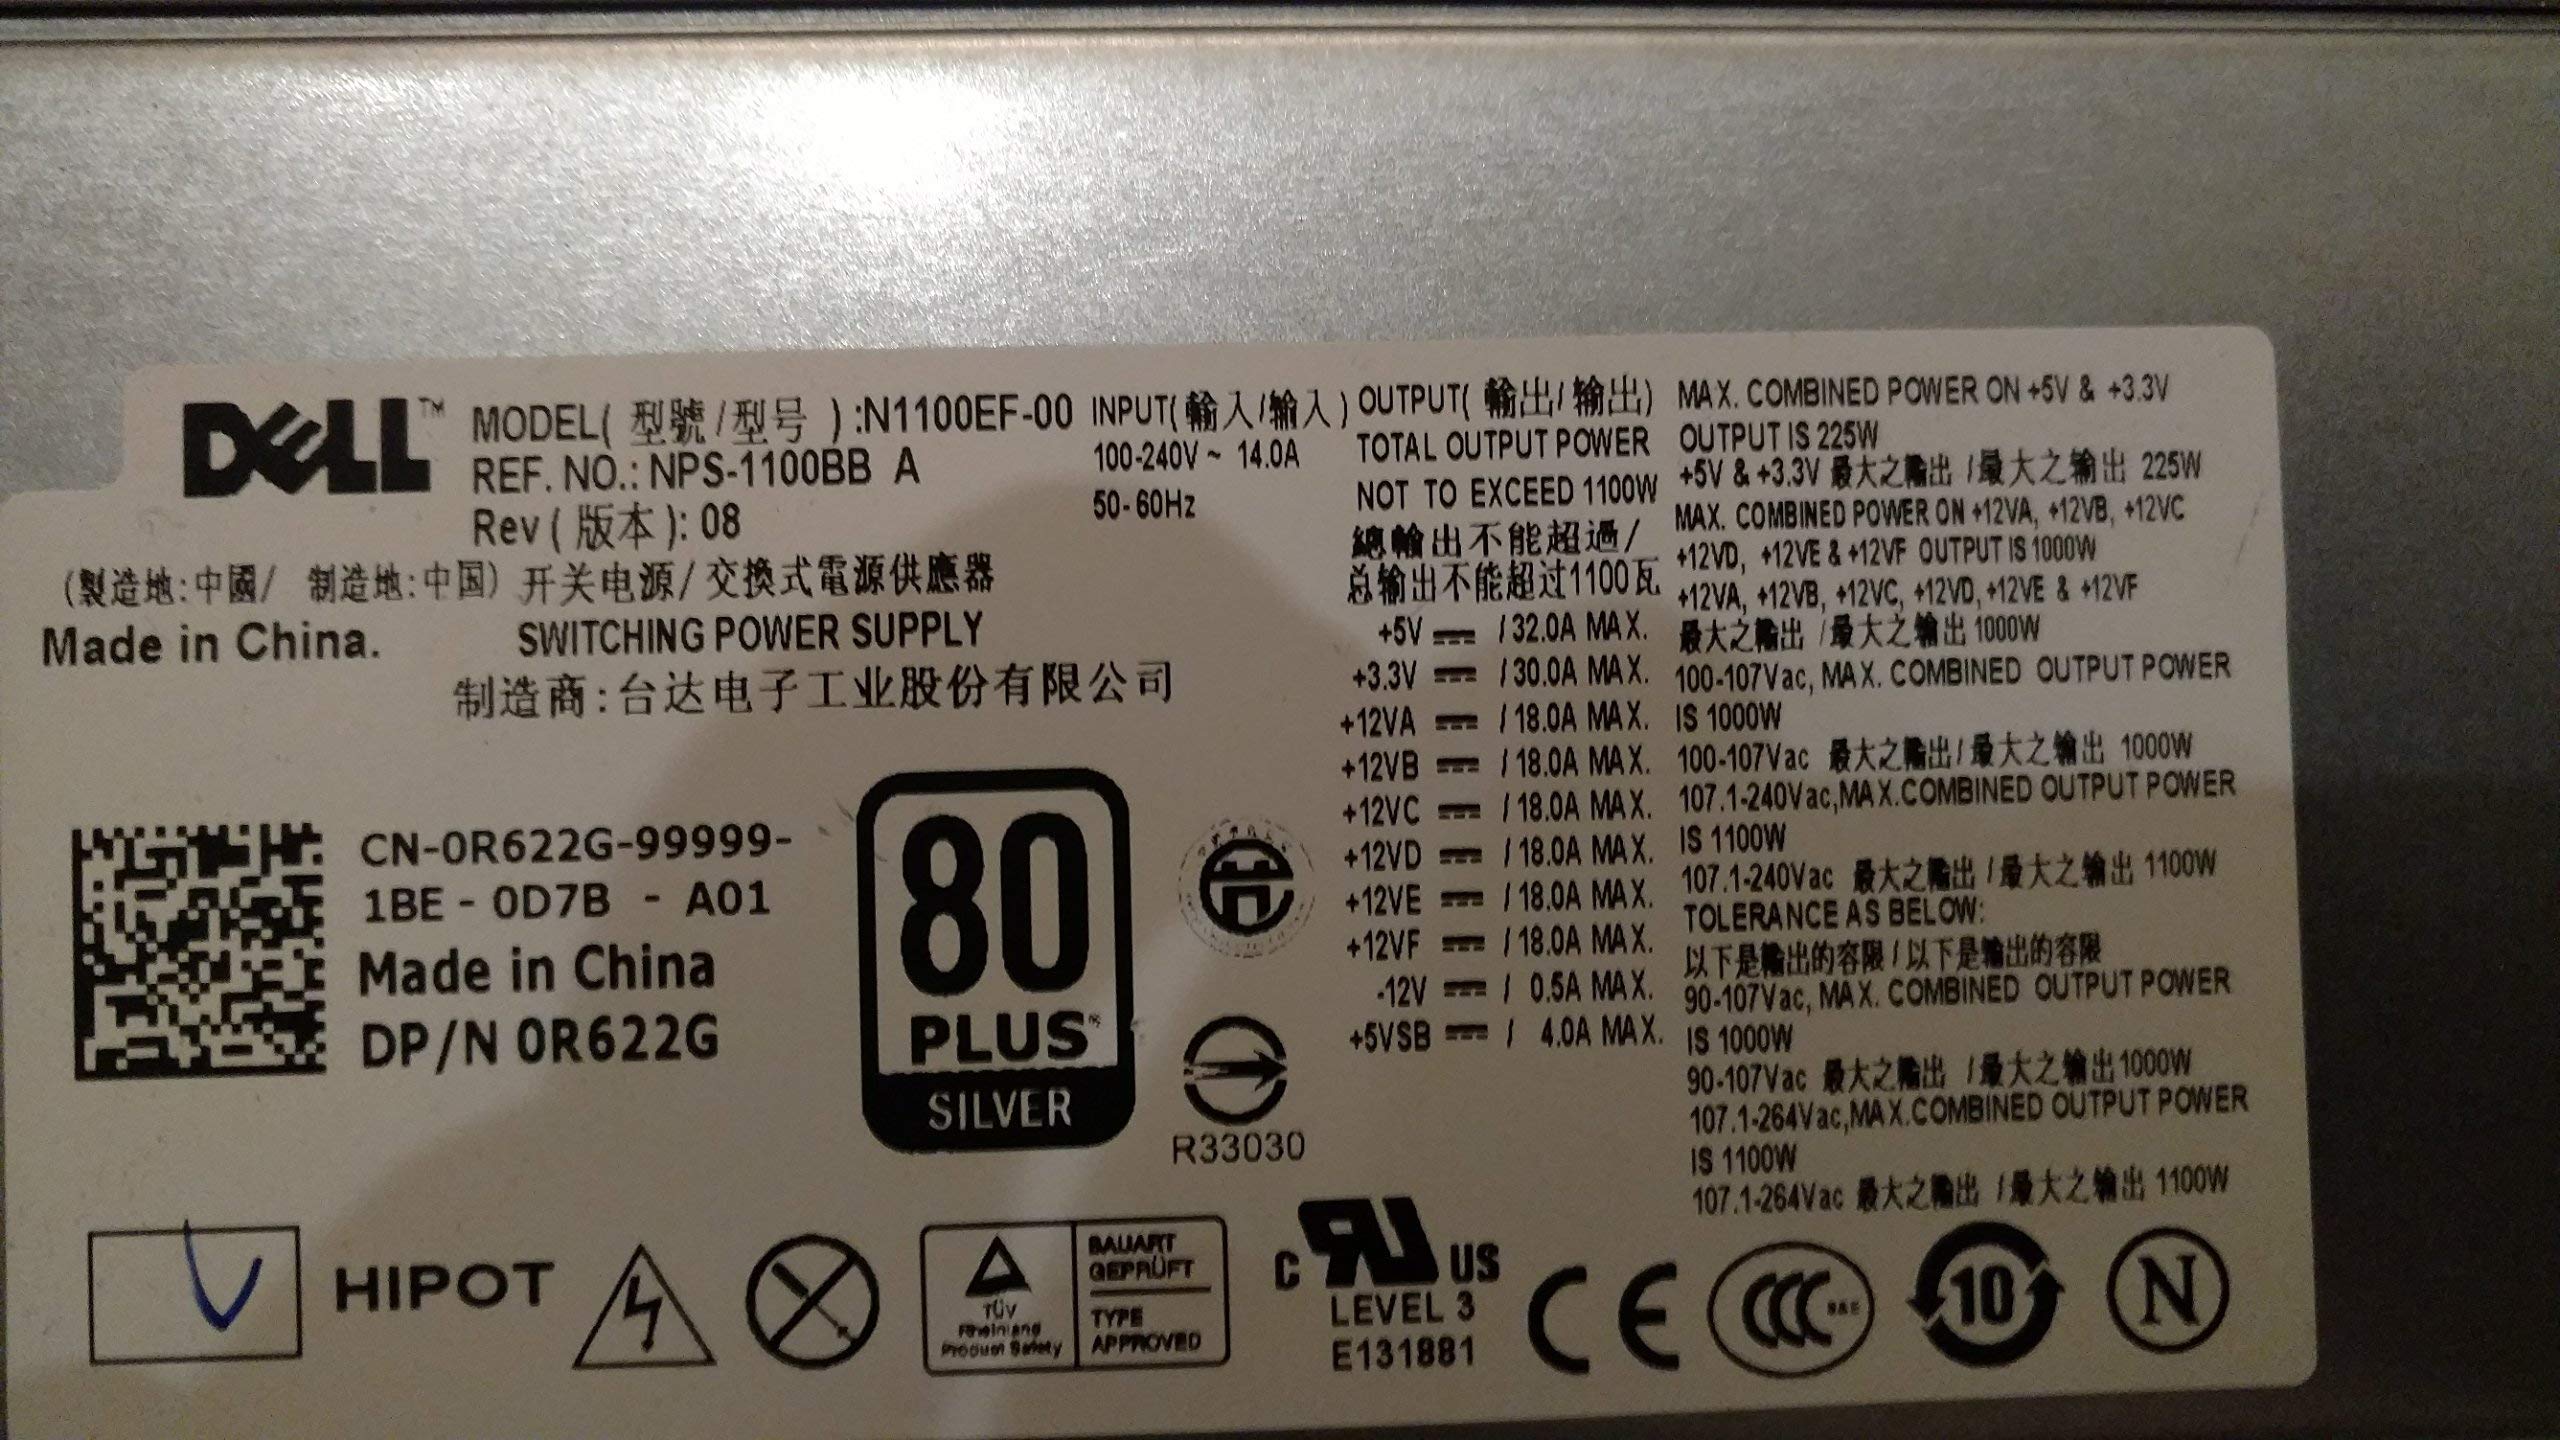 DELL™
MODEL( 型號/型号 ):N1100EF-00
REF. NO.: NPS-1100BB A
Rev(版本): 08
(製造地:中國/ 制造地:中国)
开关电源/交換式電源供應器
Made in China.
SWITCHING POWER SUPPLY
制造商:台达电子工业股份有限公司
INPUT(輸入/输入)
100-240V~ 14.0A
50-60Hz
OUTPUT( 輸出/输出)
TOTAL OUTPUT POWER
NOT TO EXCEED 1100W
總輸出不能超過/
总输出不能超过1100瓦
+5V ⎓ /32.0A MAX.
+3.3V ⎓ /30.0A MAX.
+12VA ⎓ /18.0A MAX.
+12VB ⎓ /18.0A MAX.
+12VC ⎓ /18.0A MAX.
+12VD ⎓ /18.0A MAX.
+12VE ⎓ /18.0A MAX.
+12VF ⎓ /18.0A MAX.
-12V ⎓ / 0.5A MAX.
+5VSB ⎓ / 4.0A MAX.
MAX. COMBINED POWER ON +5V & +3.3V
OUTPUT IS 225W
+5V & +3.3V 最大之輸出 /最大之输出 225W
MAX. COMBINED POWER ON +12VA, +12VB, +12VC
+12VD, +12VE & +12VF OUTPUT IS 1000W
+12VA, +12VB, +12VC, +12VD, +12VE & +12VF
最大之輸出 /最大之输出 1000W
100-107Vac, MAX. COMBINED OUTPUT POWER
IS 1000W
100-107Vac 最大之輸出/最大之输出 1000W
107.1-240Vac,MAX.COMBINED OUTPUT POWER
IS 1100W
107.1-240Vac 最大之輸出 /最大之输出 1100W
TOLERANCE AS BELOW:
以下是輸出的容限 /以下是输出的容限
90-107Vac, MAX. COMBINED OUTPUT POWER
IS 1000W
90-107Vac 最大之輸出 /最大之输出1000W
107.1-264Vac,MAX.COMBINED OUTPUT POWER
IS 1100W
107.1-264Vac 最大之輸出 /最大之输出 1100W
CN-0R622G-99999-
1BE - 0D7B - A01
Made in China
DP/N 0R622G
80
PLUS
SILVER
R33030
HIPOT
TÜV
Rheinland
Product Safety
BAUART
GEPRÜFT
TYPE
APPROVED
C RU US
LEVEL 3
E131881
CE
CCC S&E
10
N